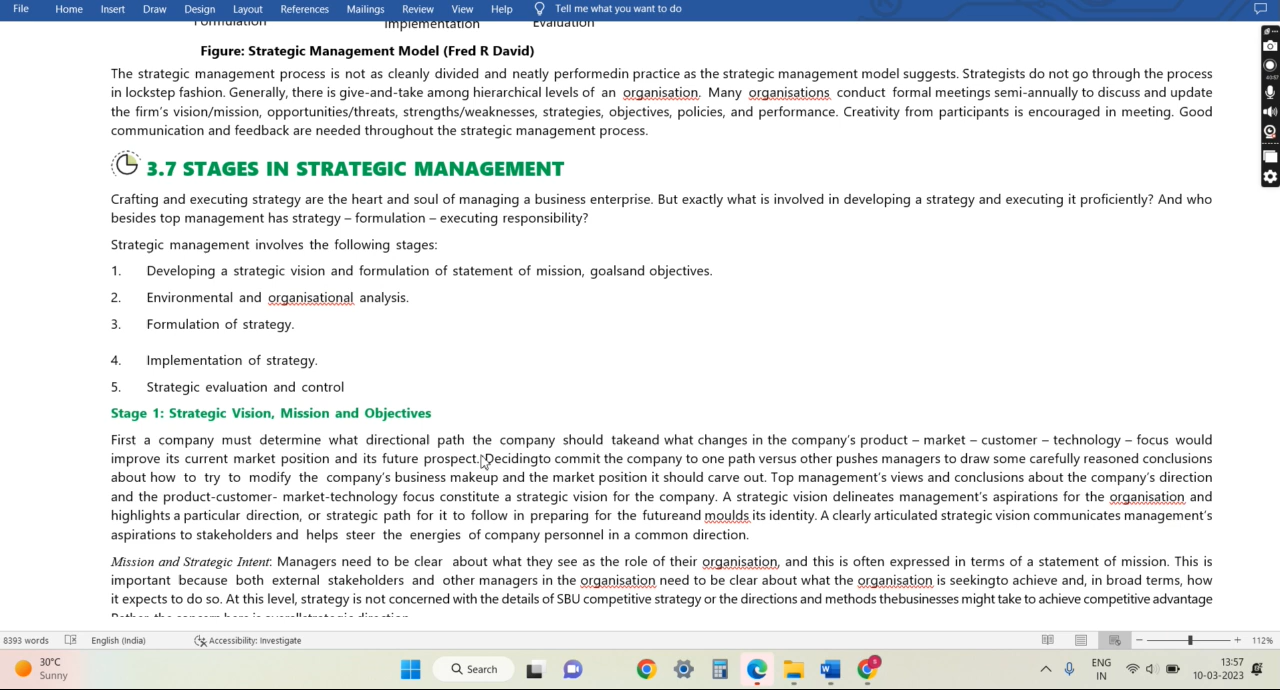 File Home Insert Draw Design Layout References Mailings Review View Help Tell me what you want to do
Formulation Implementation Evaluation
Figure: Strategic Management Model (Fred R David)
The strategic management process is not as cleanly divided and neatly performedin practice as the strategic management model suggests. Strategists do not go through the process
in lockstep fashion. Generally, there is give-and-take among hierarchical levels of an organisation. Many organisations conduct formal meetings semi-annually to discuss and update
the firm's vision/mission, opportunities/threats, strengths/weaknesses, strategies, objectives, policies, and performance. Creativity from participants is encouraged in meeting. Good
communication and feedback are needed throughout the strategic management process.
3.7 STAGES IN STRATEGIC MANAGEMENT
Crafting and executing strategy are the heart and soul of managing a business enterprise. But exactly what is involved in developing a strategy and executing it proficiently? And who
besides top management has strategy – formulation – executing responsibility?
Strategic management involves the following stages:
1. Developing a strategic vision and formulation of statement of mission, goalsand objectives.
2. Environmental and organisational analysis.
3. Formulation of strategy.
4. Implementation of strategy.
5. Strategic evaluation and control
Stage 1: Strategic Vision, Mission and Objectives
First a company must determine what directional path the company should takeand what changes in the company's product – market – customer – technology – focus would
improve its current market position and its future prospect. Decidingto commit the company to one path versus other pushes managers to draw some carefully reasoned conclusions
about how to try to modify the company's business makeup and the market position it should carve out. Top management's views and conclusions about the company's direction
and the product-customer- market-technology focus constitute a strategic vision for the company. A strategic vision delineates management's aspirations for the organisation and
highlights a particular direction, or strategic path for it to follow in preparing for the futureand moulds its identity. A clearly articulated strategic vision communicates management's
aspirations to stakeholders and helps steer the energies of company personnel in a common direction.
Mission and Strategic Intent: Managers need to be clear about what they see as the role of their organisation, and this is often expressed in terms of a statement of mission. This is
important because both external stakeholders and other managers in the organisation need to be clear about what the organisation is seekingto achieve and, in broad terms, how
it expects to do so. At this level, strategy is not concerned with the details of SBU competitive strategy or the directions and methods thebusinesses might take to achieve competitive advantage
Rather, the concern here is overallstrategic direction.
8393 words English (India) Accessibility: Investigate 112%
30°C Search ENG 13:57
Sunny IN 10-03-2023